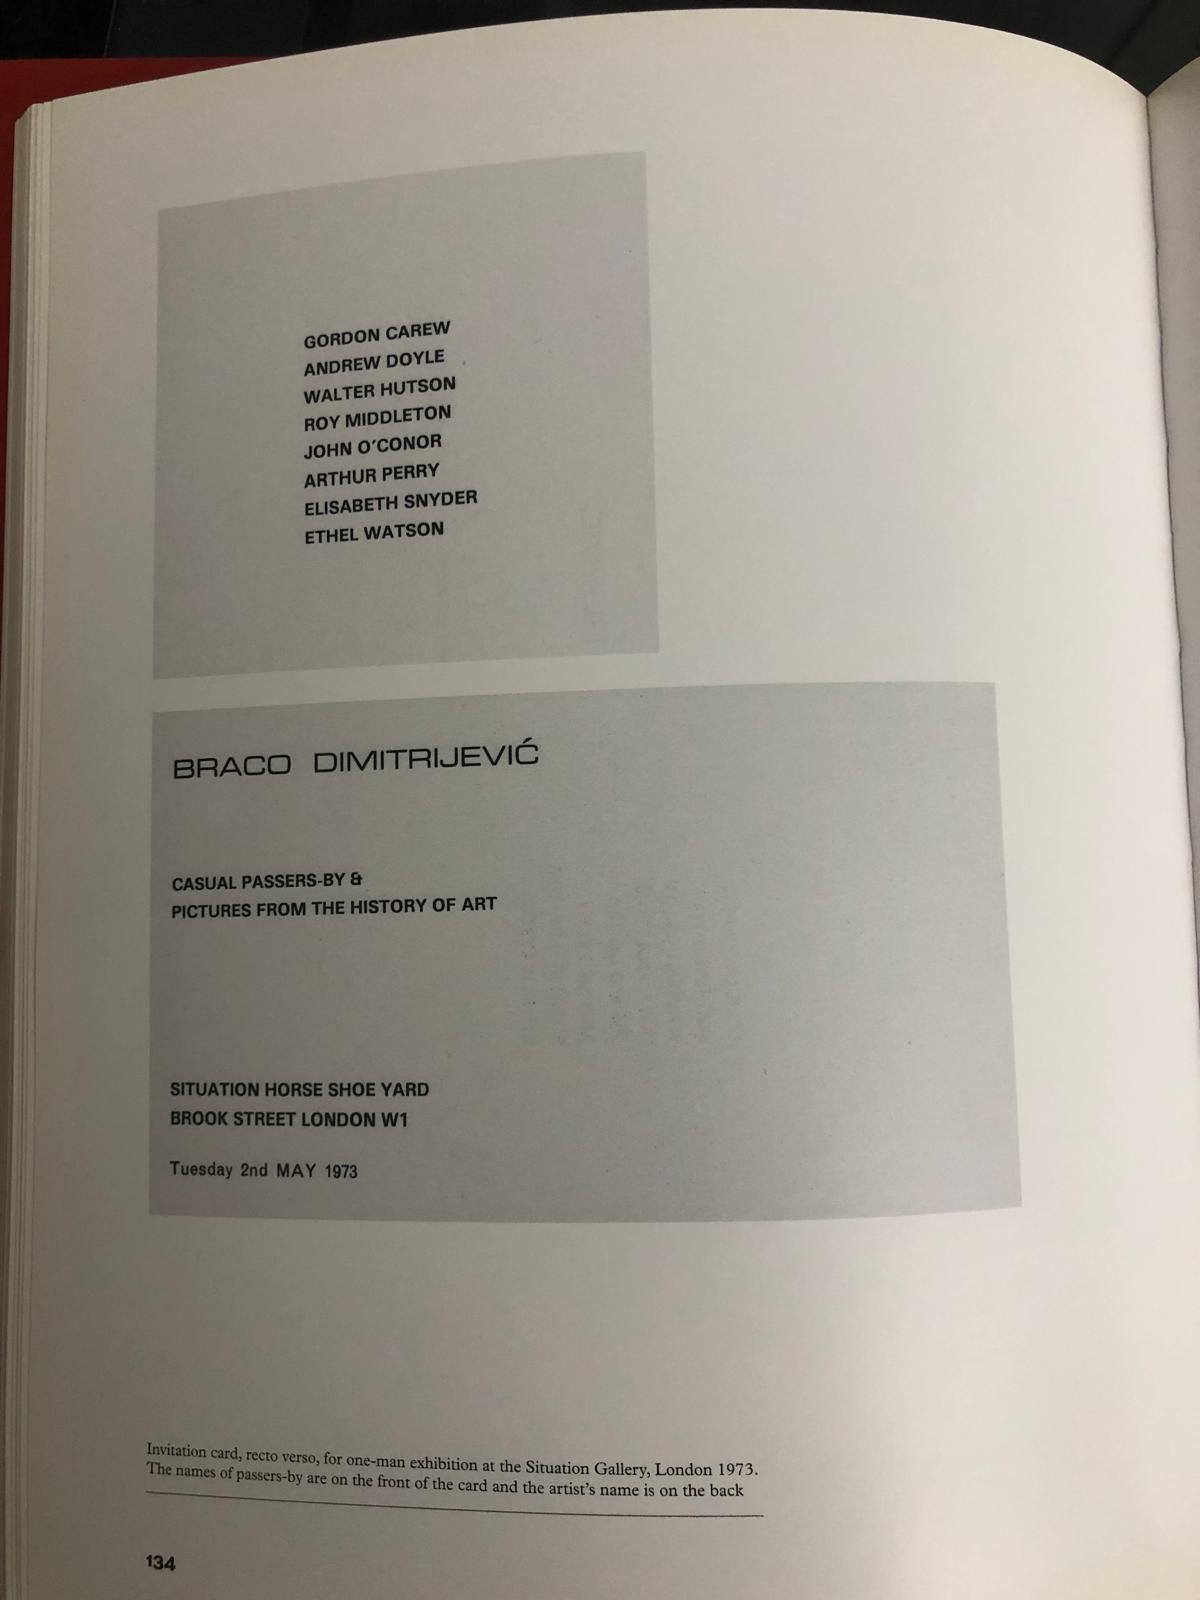 GORDON CAREW
ANDREW DOYLE
WALTER HUTSON
ROY MIDDLETON
JOHN O'CONOR
ARTHUR PERRY
ELISABETH SNYDER
ETHEL WATSON
BRACO DIMITRIJEVIĆ
CASUAL PASSERS-BY &
PICTURES FROM THE HISTORY OF ART
SITUATION HORSE SHOE YARD
BROOK STREET LONDON W1
Tuesday 2nd MAY 1973
Invitation card, recto verso, for one-man exhibition at the Situation Gallery, London 1973.
The names of passers-by are on the front of the card and the artist's name is on the back
134